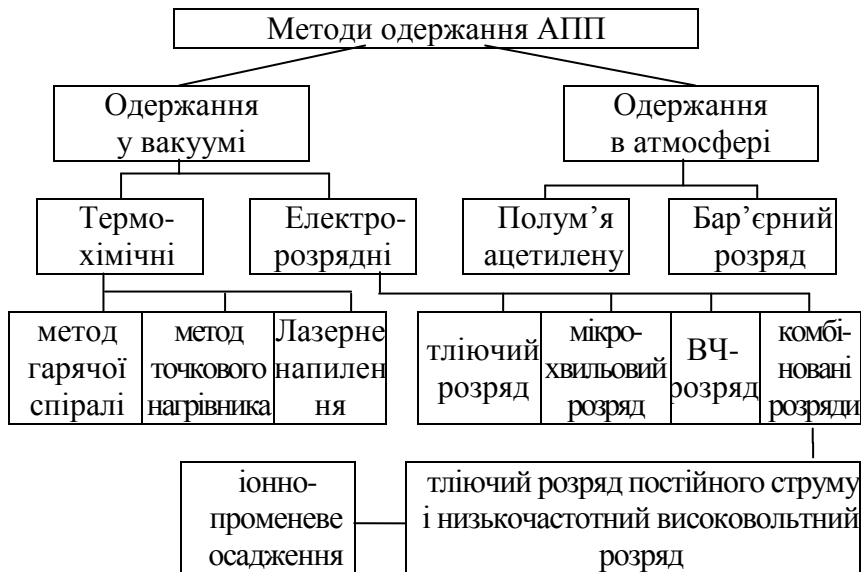 Методи одержання АПП
Одержання
у вакуумі
Одержання
в атмосфері
Термо-
хімічні
Електро-
розрядні
Полум’я
ацетилену
Бар’єрний
розряд
метод
гарячої
спіралі
метод
точкового
нагрівника
Лазерне
напилен
ня
тліючий
розряд
мікро-
хвильовий
розряд
ВЧ-
розряд
комбі-
новані
розряди
іонно-
променеве
осадження
тліючий розряд постійного струму
і низькочастотний високовольтний
розряд